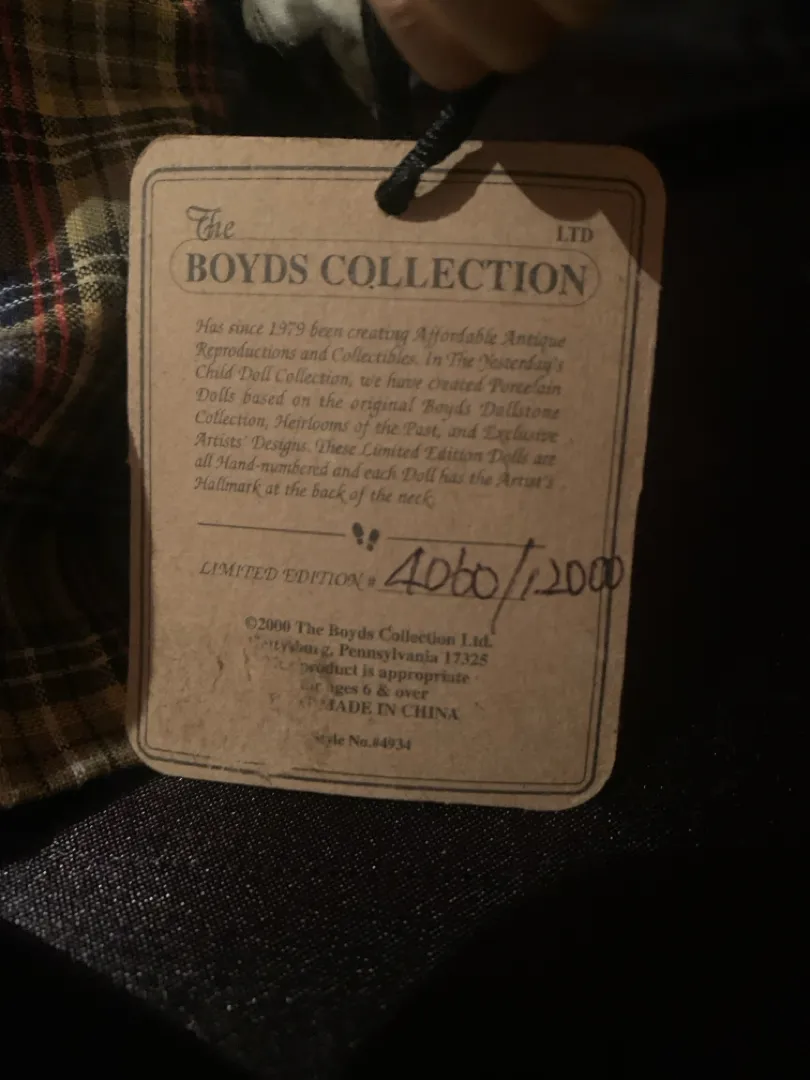 The LTD
BOYDS COLLECTION
Has since 1979 been creating Affordable Antique
Reproductions and Collectibles. In The Yesterday's
Child Doll Collection, we have created Porcelain
Dolls based on the original Boyds Dollstone
Collection, Heirlooms of the Past, and Exclusive
Artists' Designs. These Limited Edition Dolls are
all Hand-numbered and each Doll has the Artist's
Hallmark at the back of the neck.
LIMITED EDITION # 4060/12000
©2000 The Boyds Collection Ltd.
Pennsylvania 17325
product is appropriate
ages 6 & over
MADE IN CHINA
Style No.#4934